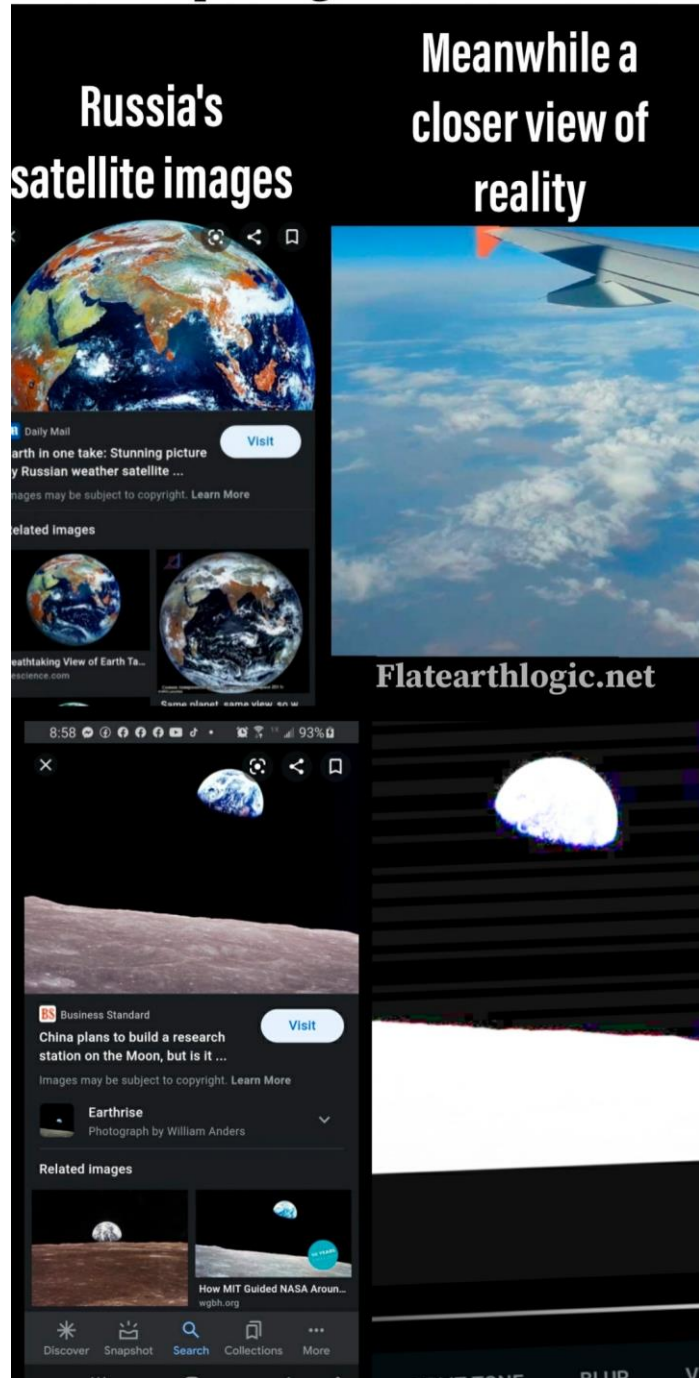 Russia's
satellite images
Meanwhile a
closer view of
reality
Daily Mail
arth in one take: Stunning picture
y Russian weather satellite ...
Visit
mages may be subject to copyright. Learn More
elated images
eathtaking View of Earth Ta...
escience.com
Same planet, same view, so w
Flatearthlogic.net
8:58
93%
BS Business Standard
China plans to build a research
station on the Moon, but is it ...
Visit
Images may be subject to copyright. Learn More
Earthrise
Photograph by William Anders
Related images
50 YEARS
How MIT Guided NASA Aroun...
wgbh.org
Discover Snapshot Search Collections More
BLUR